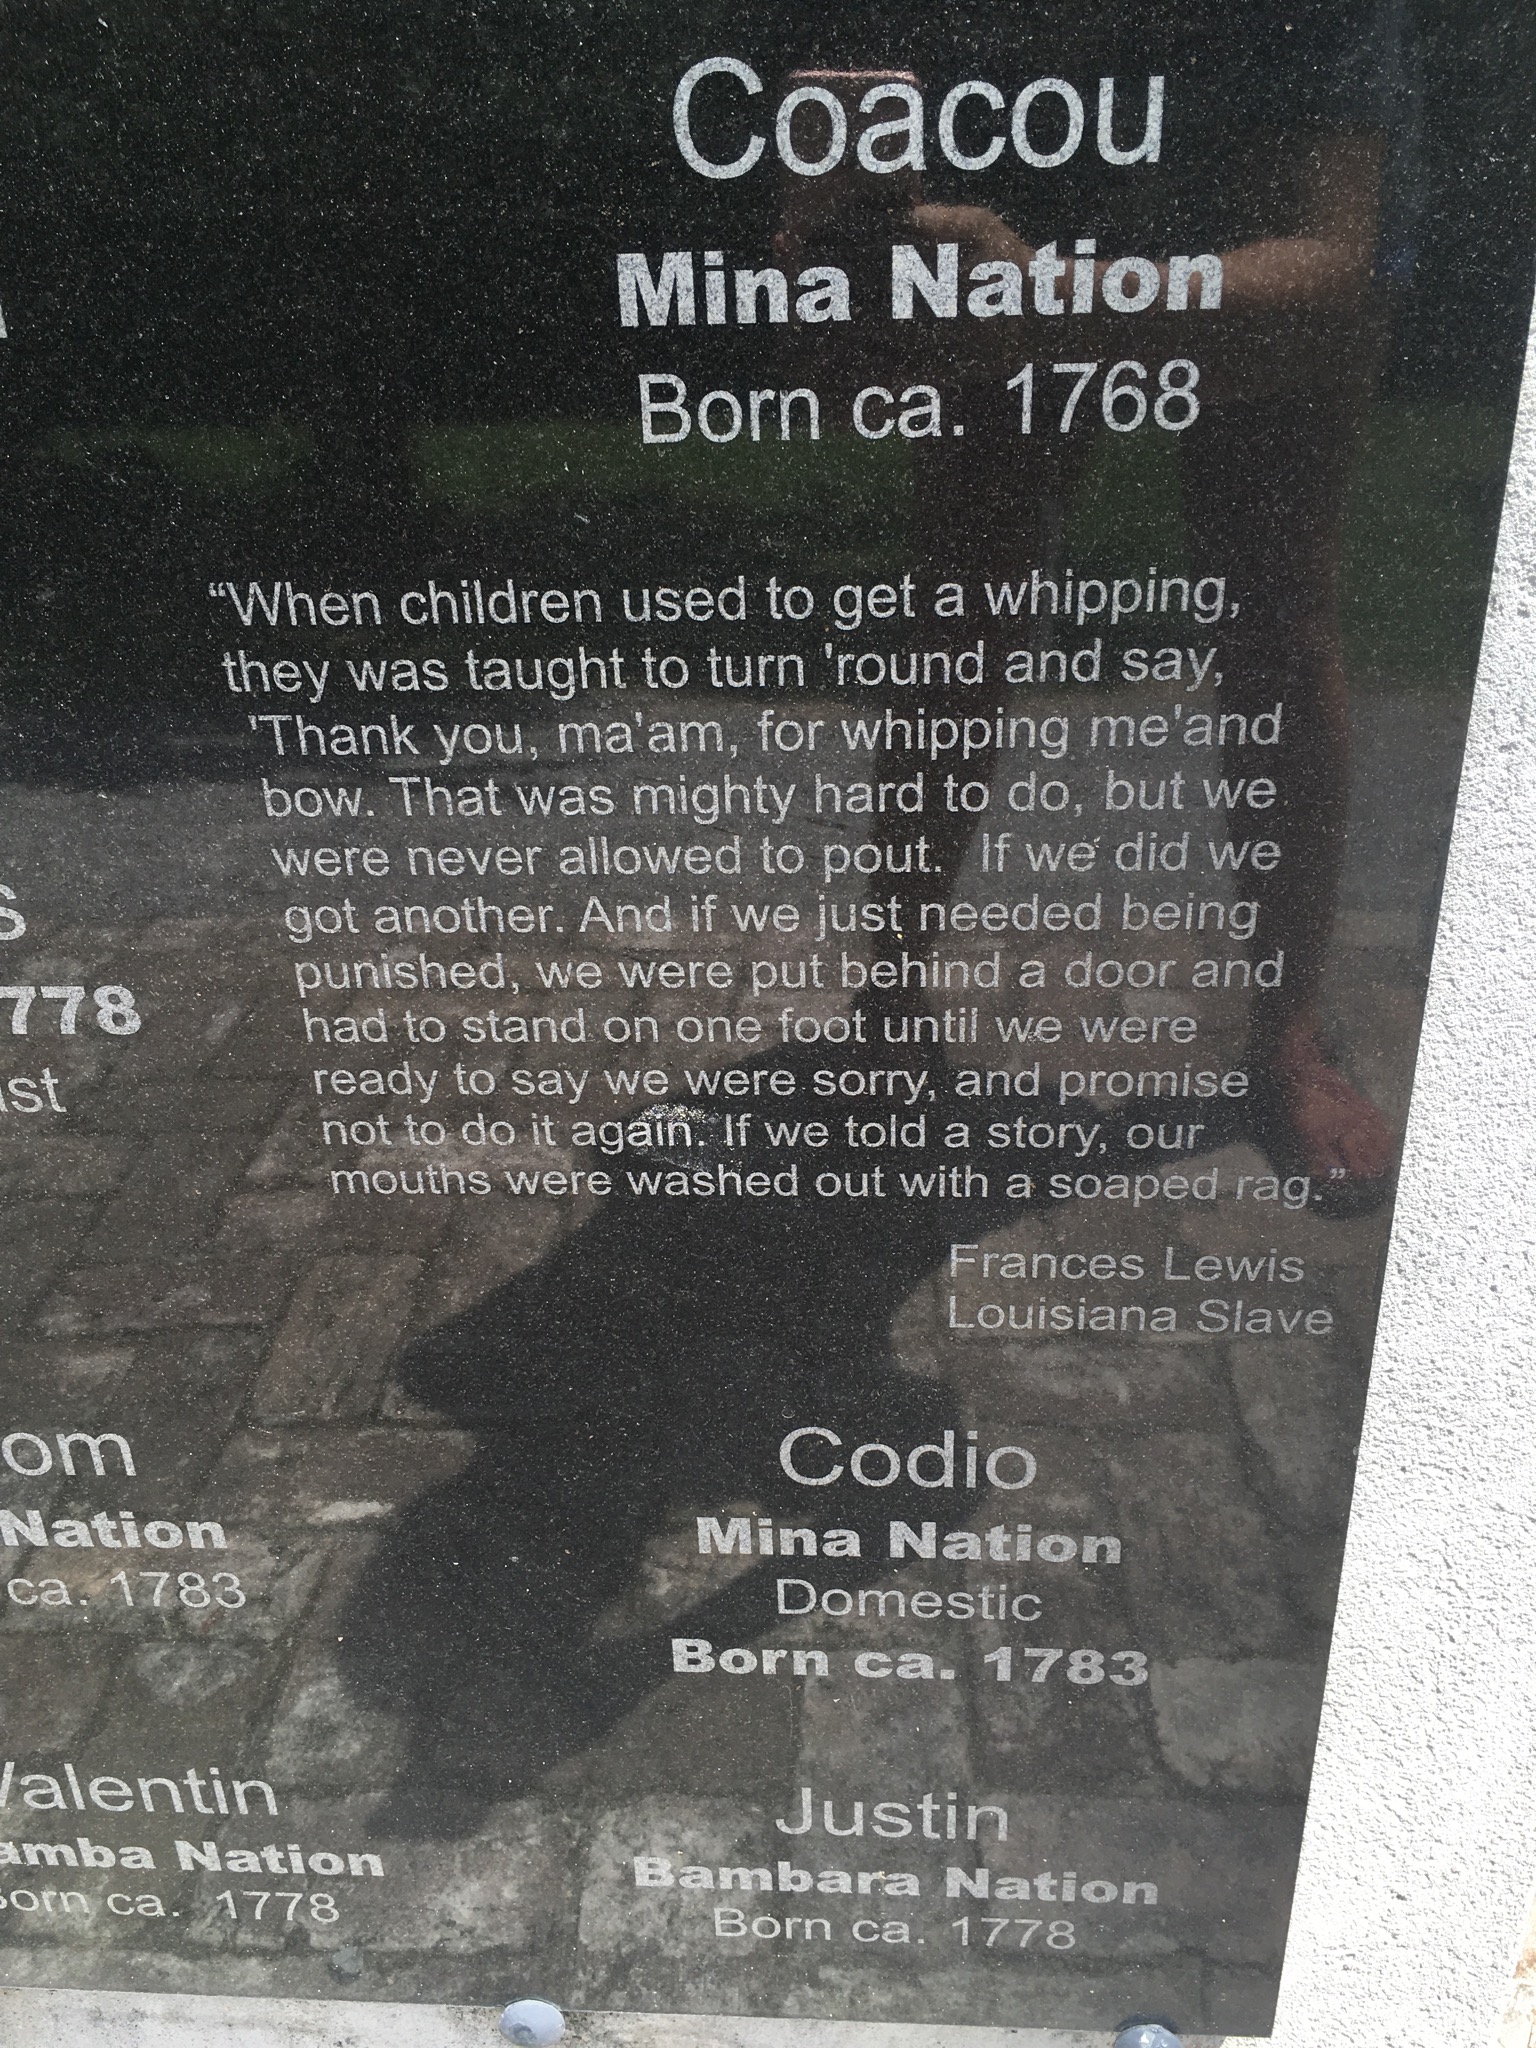 Coacou
Mina Nation
Born ca. 1768
“When children used to get a whipping,
they was taught to turn 'round and say,
'Thank you, ma'am, for whipping me'and
bow. That was mighty hard to do, but we
were never allowed to pout. If we did we
got another. And if we just needed being
punished, we were put behind a door and
had to stand on one foot until we were
ready to say we were sorry, and promise
not to do it again. If we told a story, our
mouths were washed out with a soaped rag.”
Frances Lewis
Louisiana Slave
778
om
Nation
ca. 1783
Codio
Mina Nation
Domestic
Born ca. 1783
Valentin
amba Nation
Born ca. 1778
Justin
Bambara Nation
Born ca. 1778